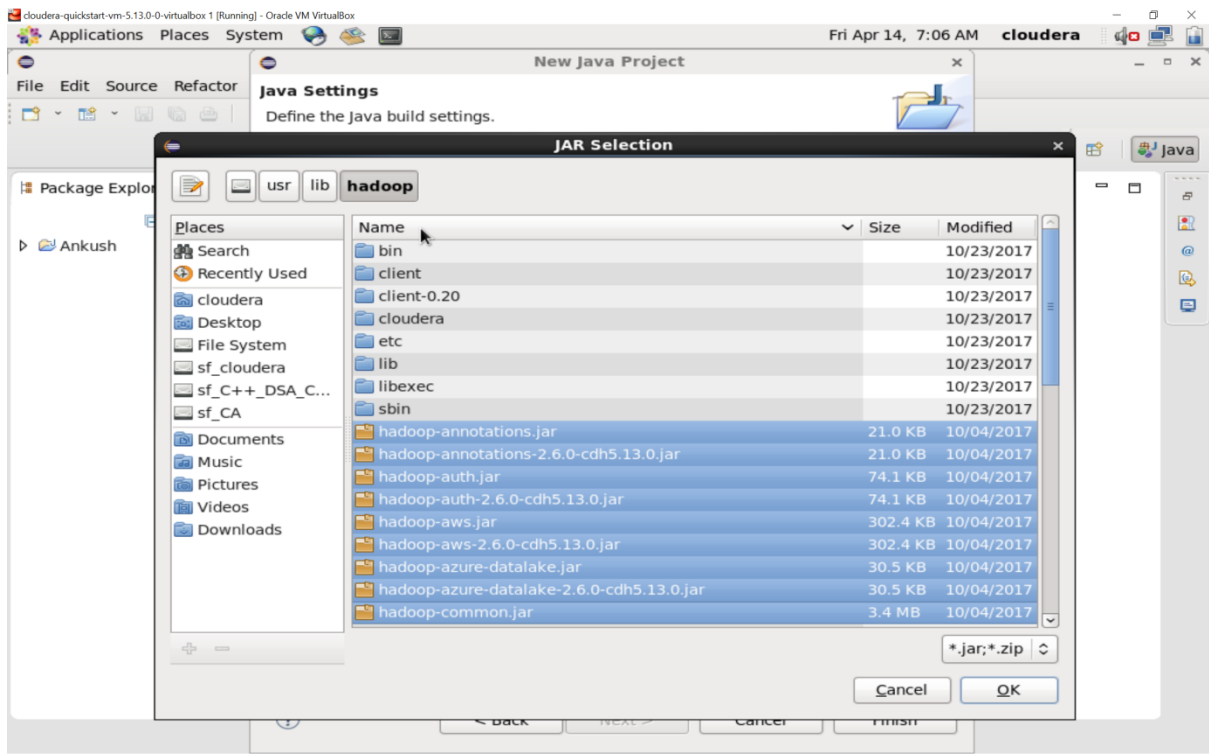 cloudera-quickstart-vm-5.13.0-0-virtualbox 1 [Running] - Oracle VM VirtualBox
Applications Places System Fri Apr 14, 7:06 AM cloudera
New Java Project
File Edit Source Refactor
Java Settings
Define the Java build settings.
JAR Selection
Java
Package Explor
usr lib hadoop
Places
Name Size Modified
Ankush
Search
bin 10/23/2017
Recently Used
client 10/23/2017
cloudera
client-0.20 10/23/2017
Desktop
cloudera 10/23/2017
File System
etc 10/23/2017
sf_cloudera
lib 10/23/2017
sf_C++_DSA_C...
libexec 10/23/2017
sf_CA
sbin 10/23/2017
Documents
hadoop-annotations.jar 21.0 KB 10/04/2017
Music
hadoop-annotations-2.6.0-cdh5.13.0.jar 21.0 KB 10/04/2017
Pictures
hadoop-auth.jar 74.1 KB 10/04/2017
Videos
hadoop-auth-2.6.0-cdh5.13.0.jar 74.1 KB 10/04/2017
Downloads
hadoop-aws.jar 302.4 KB 10/04/2017
hadoop-aws-2.6.0-cdh5.13.0.jar 302.4 KB 10/04/2017
hadoop-azure-datalake.jar 30.5 KB 10/04/2017
hadoop-azure-datalake-2.6.0-cdh5.13.0.jar 30.5 KB 10/04/2017
hadoop-common.jar 3.4 MB 10/04/2017
*.jar;*.zip
Cancel OK
< Back Next > Cancel Finish